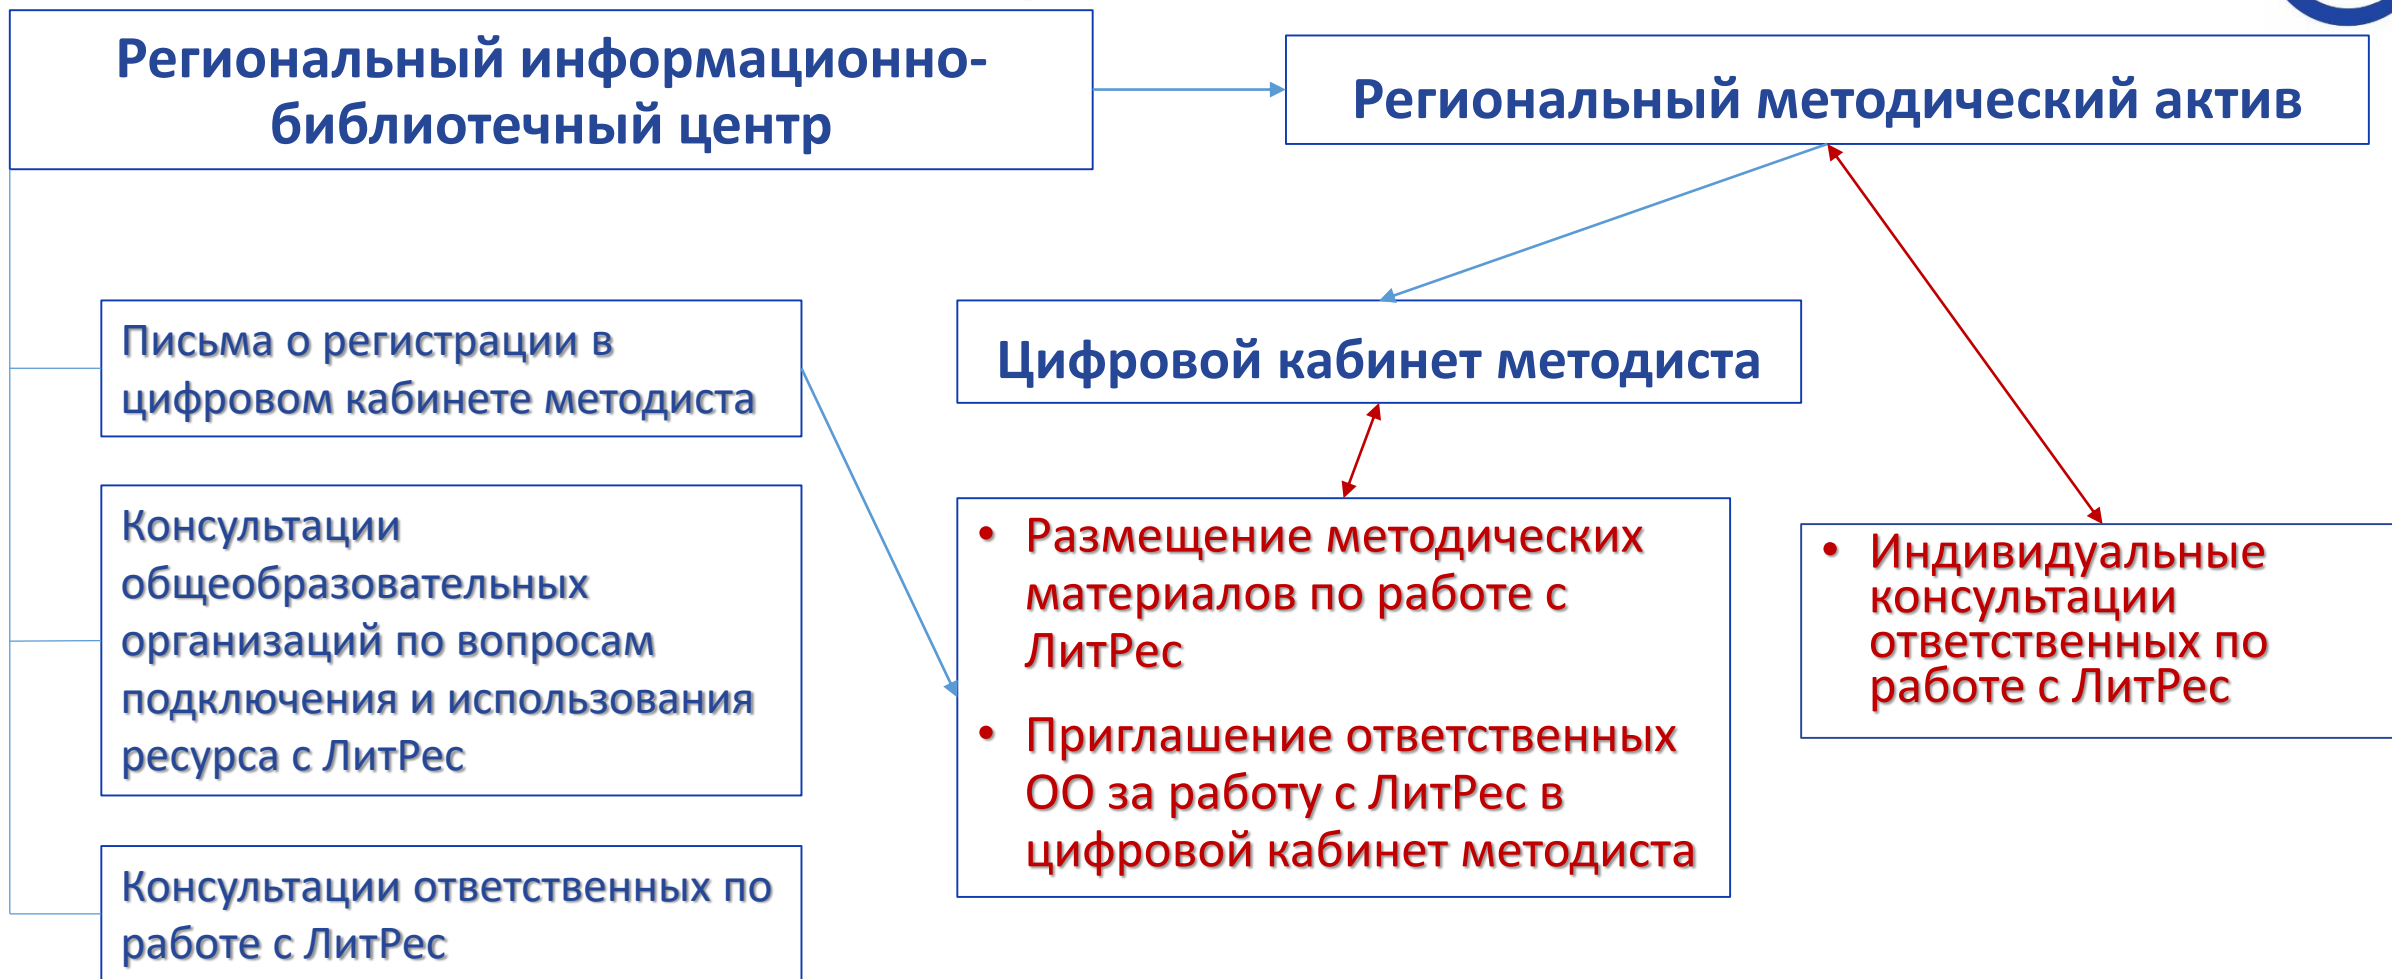 Региональный информационно-
библиотечный центр
Региональный методический актив
Письма о регистрации в
цифровом кабинете методиста
Цифровой кабинет методиста
Консультации
общеобразовательных
организаций по вопросам
подключения и использования
ресурса с ЛитРес
• Размещение методических
материалов по работе с
ЛитРес
• Приглашение ответственных
ОО за работу с ЛитРес в
цифровой кабинет методиста
• Индивидуальные
консультации
ответственных по
работе с ЛитРес
Консультации ответственных по
работе с ЛитРес